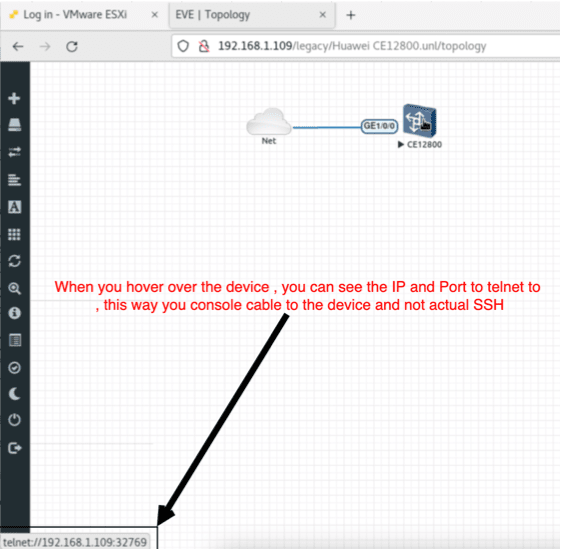 Log in - VMware ESXi
EVE | Topology
192.168.1.109/legacy/Huawei CE12800.unl/topology
Net
GE1/0/0
CE12800
When you hover over the device , you can see the IP and Port to telnet to
, this way you console cable to the device and not actual SSH
telnet://192.168.1.109:32769